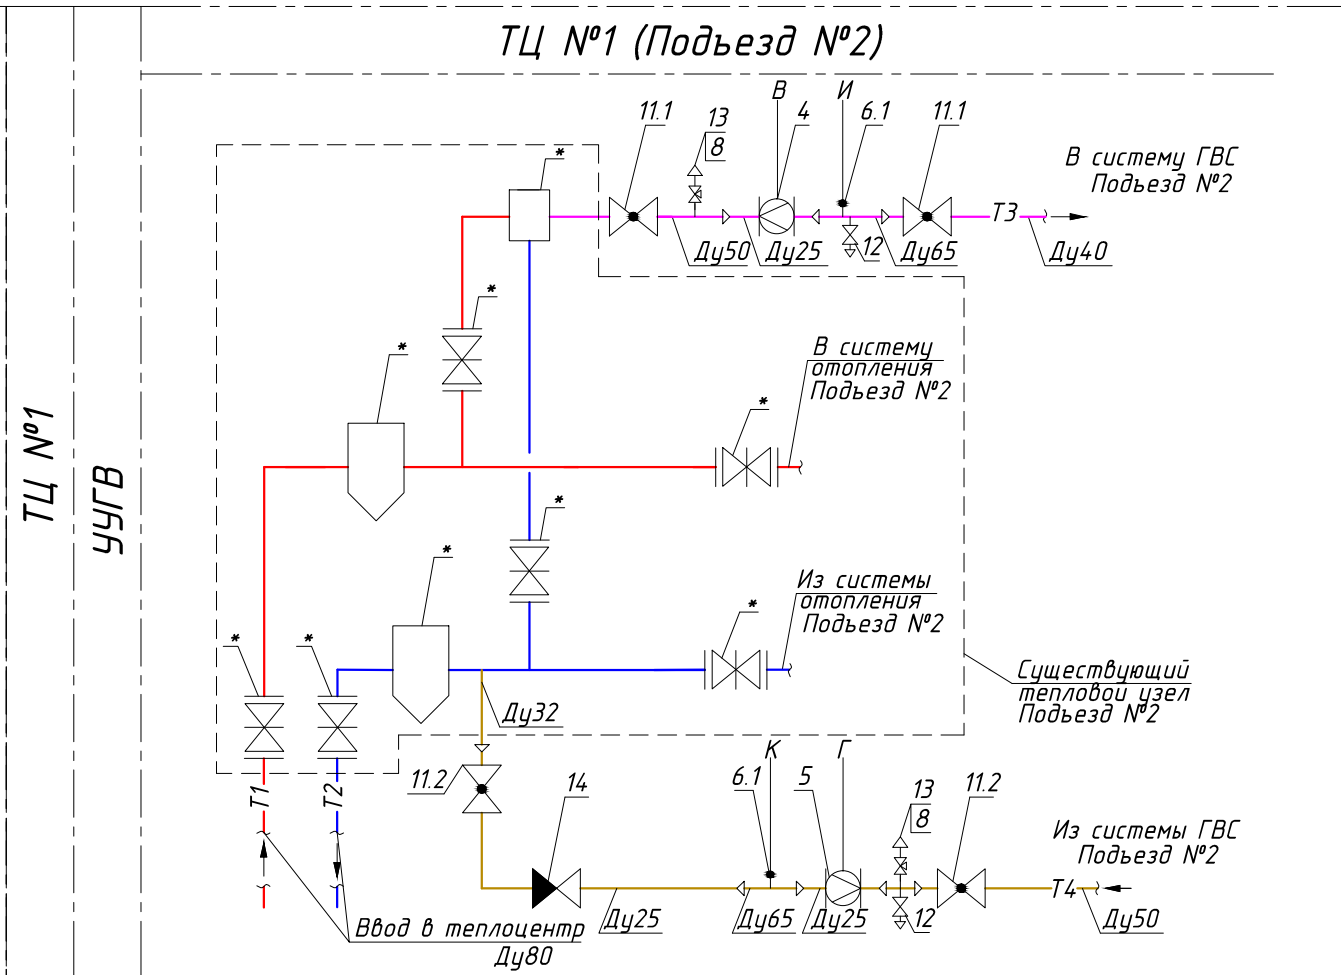 ТЦ №1 (Подъезд №2)
ТЦ №1
УУГВ
11.1
13
8
В
4
И
6.1
11.1
В систему ГВС
Подъезд №2
*
Т3
Ду50
Ду25
12
Ду65
Ду40
*
*
В систему
отопления
Подъезд №2
*
*
*
Из системы
отопления
Подъезд №2
*
*
*
Существующий
тепловой узел
Подъезд №2
Ду32
11.2
14
К
6.1
Г
5
13
8
11.2
Т1
Т2
Из системы ГВС
Подъезд №2
Т4
Ду25
Ду65
Ду25
12
Ду50
Ввод в теплоцентр
Ду80